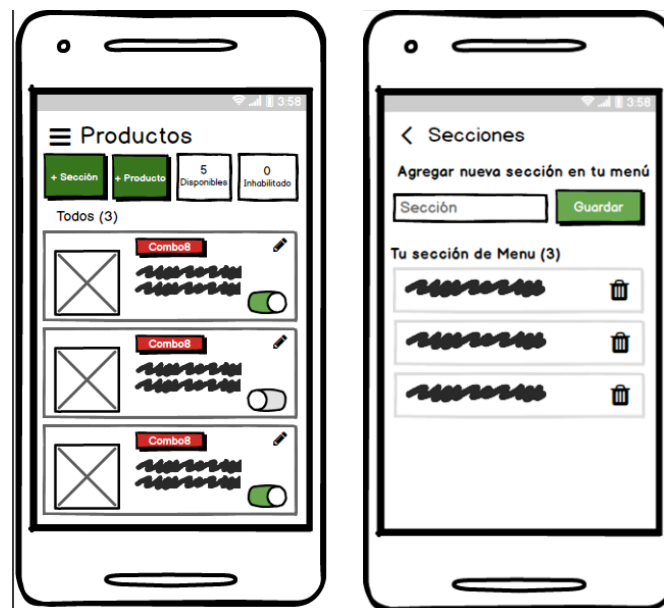 3:58
Productos
+ Sección
+ Producto
5
Disponibles
0
Inhabilitado
Todos (3)
Combo8
Combo8
Combo8
3:58
Secciones
Agregar nueva sección en tu menú
Sección
Guardar
Tu sección de Menu (3)